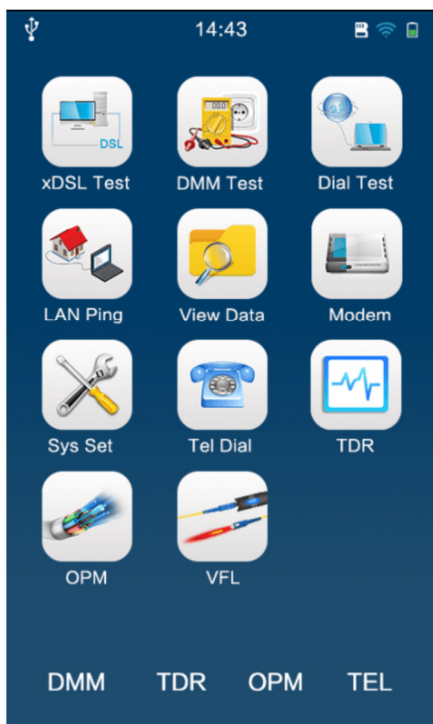 14:43
DSL
xDSL Test DMM Test Dial Test
LAN Ping View Data Modem
Sys Set Tel Dial TDR
OPM VFL
DMM TDR OPM TEL